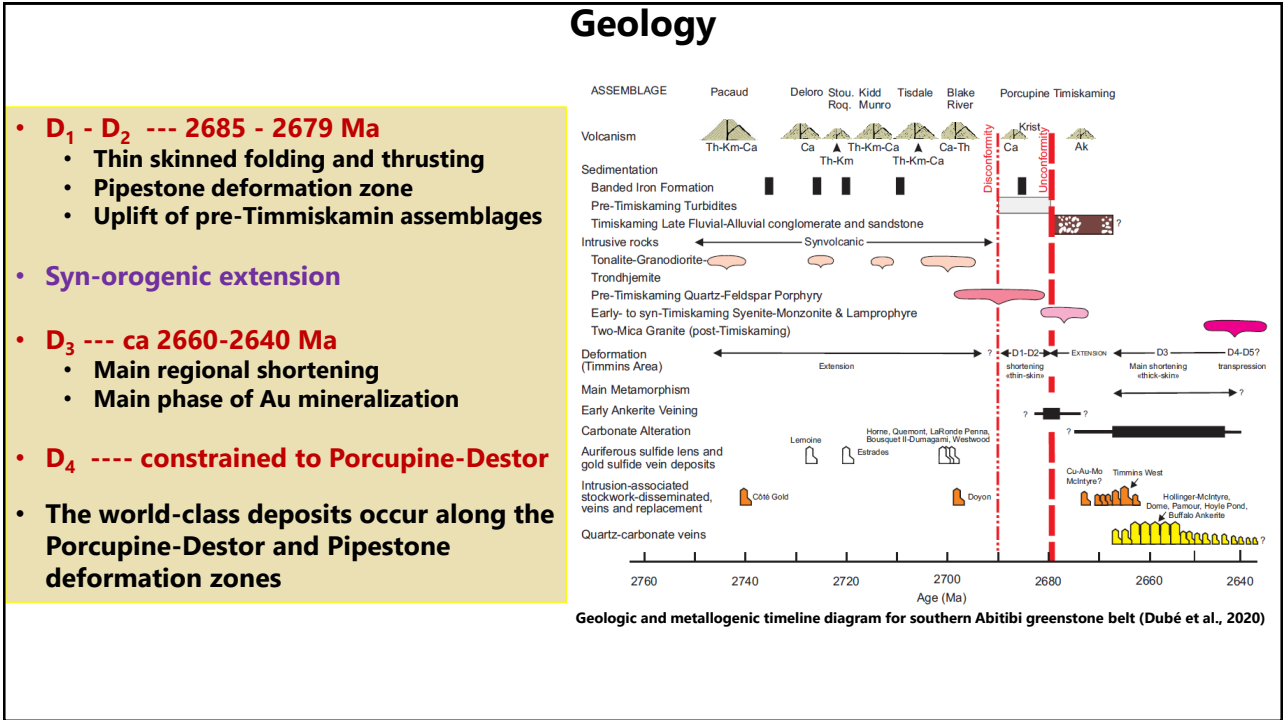 Geology
• D1 - D2 --- 2685 - 2679 Ma
• Thin skinned folding and thrusting
• Pipestone deformation zone
• Uplift of pre-Timmiskamin assemblages
• Syn-orogenic extension
• D3 --- ca 2660-2640 Ma
• Main regional shortening
• Main phase of Au mineralization
• D4 ---- constrained to Porcupine-Destor
• The world-class deposits occur along the
Porcupine-Destor and Pipestone
deformation zones
ASSEMBLAGE Pacaud Deloro Stou. Kidd Tisdale Blake Porcupine Timiskaming
Roq. Munro River
Volcanism Krist
Th-Km-Ca Ca Th-Km-Ca Ca-Th Ca Ak
Th-Km Th-Km-Ca
Disconformity
Unconformity
Sedimentation
Banded Iron Formation
Pre-Timiskaming Turbidites
Timiskaming Late Fluvial-Alluvial conglomerate and sandstone ?
Intrusive rocks Synvolcanic
Tonalite-Granodiorite-
Trondhjemite
Pre-Timiskaming Quartz-Feldspar Porphyry
Early- to syn-Timiskaming Syenite-Monzonite & Lamprophyre
Two-Mica Granite (post-Timiskaming)
Deformation ? D1-D2 EXTENSION D3 D4-D5?
(Timmins Area) Extension shortening Main shortening transpression
«thin-skin» «thick-skin»
Main Metamorphism ?
Early Ankerite Veining ? ?
Carbonate Alteration ?
Auriferous sulfide lens and
gold sulfide vein deposits
Lemoine
Estrades
Horne, Quemont, LaRonde Penna,
Bousquet II-Dumagami, Westwood
Intrusion-associated
stockwork-disseminated,
veins and replacement
Côté Gold
Doyon
Cu-Au-Mo
McIntyre?
Timmins West
Hollinger-McIntyre,
Dome, Pamour, Hoyle Pond,
Buffalo Ankerite
Quartz-carbonate veins ?
2760 2740 2720 2700 2680 2660 2640
Age (Ma)
Geologic and metallogenic timeline diagram for southern Abitibi greenstone belt (Dubé et al., 2020)